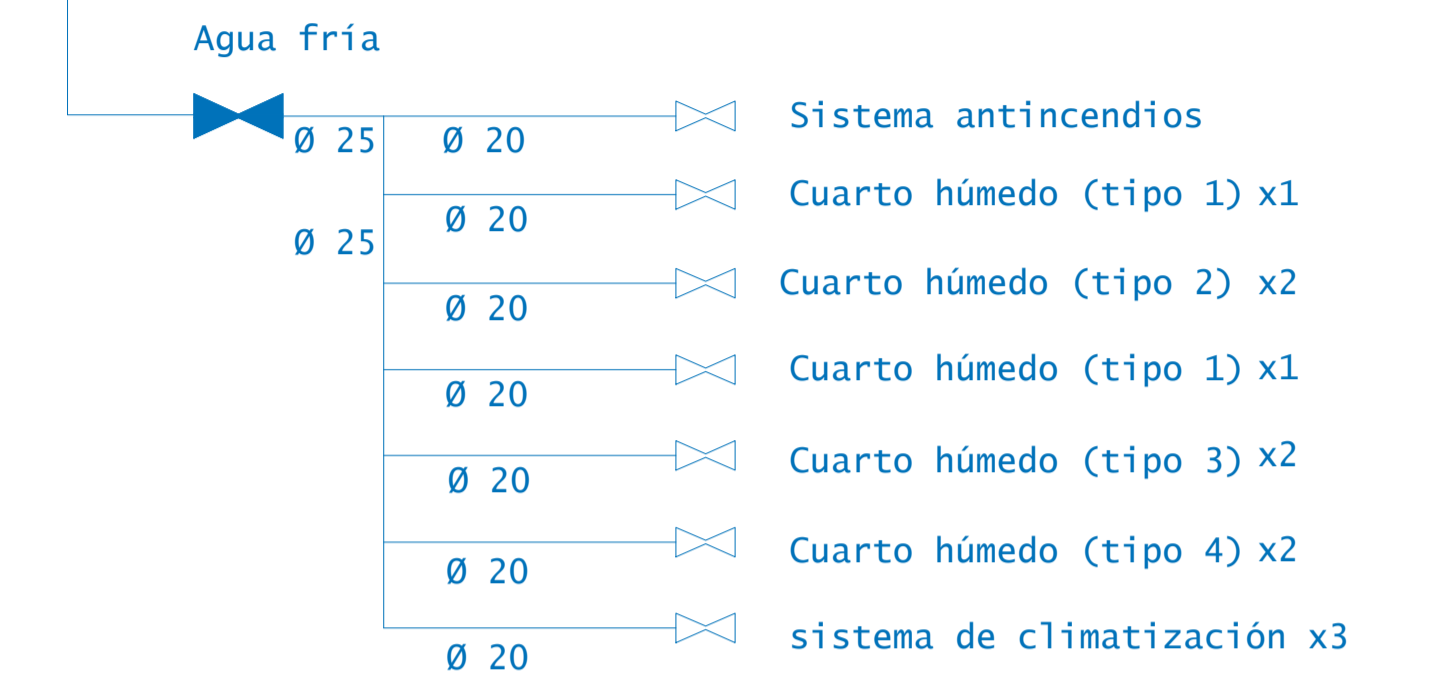 Agua fría
Sistema antincendios
Ø 25 Ø 20
Cuarto húmedo (tipo 1) x1
Ø 20
Ø 25
Cuarto húmedo (tipo 2) x2
Ø 20
Cuarto húmedo (tipo 1) x1
Ø 20
Cuarto húmedo (tipo 3) x2
Ø 20
Cuarto húmedo (tipo 4) x2
Ø 20
sistema de climatización x3
Ø 20